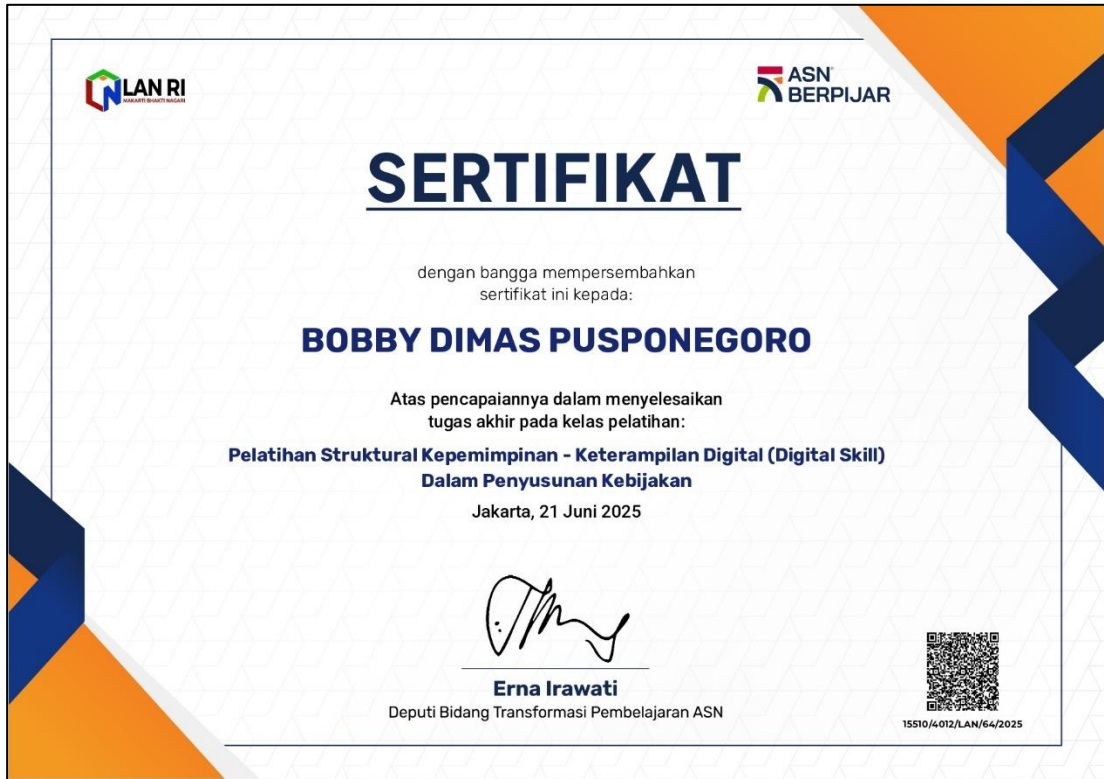 LAN RI
MAKARTI BHAKTI NAGARI
ASN
BERPIJAR
SERTIFIKAT
dengan bangga mempersembahkan
sertifikat ini kepada:
BOBBY DIMAS PUSPONEGORO
Atas pencapaiannya dalam menyelesaikan
tugas akhir pada kelas pelatihan:
Pelatihan Struktural Kepemimpinan - Keterampilan Digital (Digital Skill)
Dalam Penyusunan Kebijakan
Jakarta, 21 Juni 2025
Erna Irawati
Deputi Bidang Transformasi Pembelajaran ASN
15510/4012/LAN/64/2025